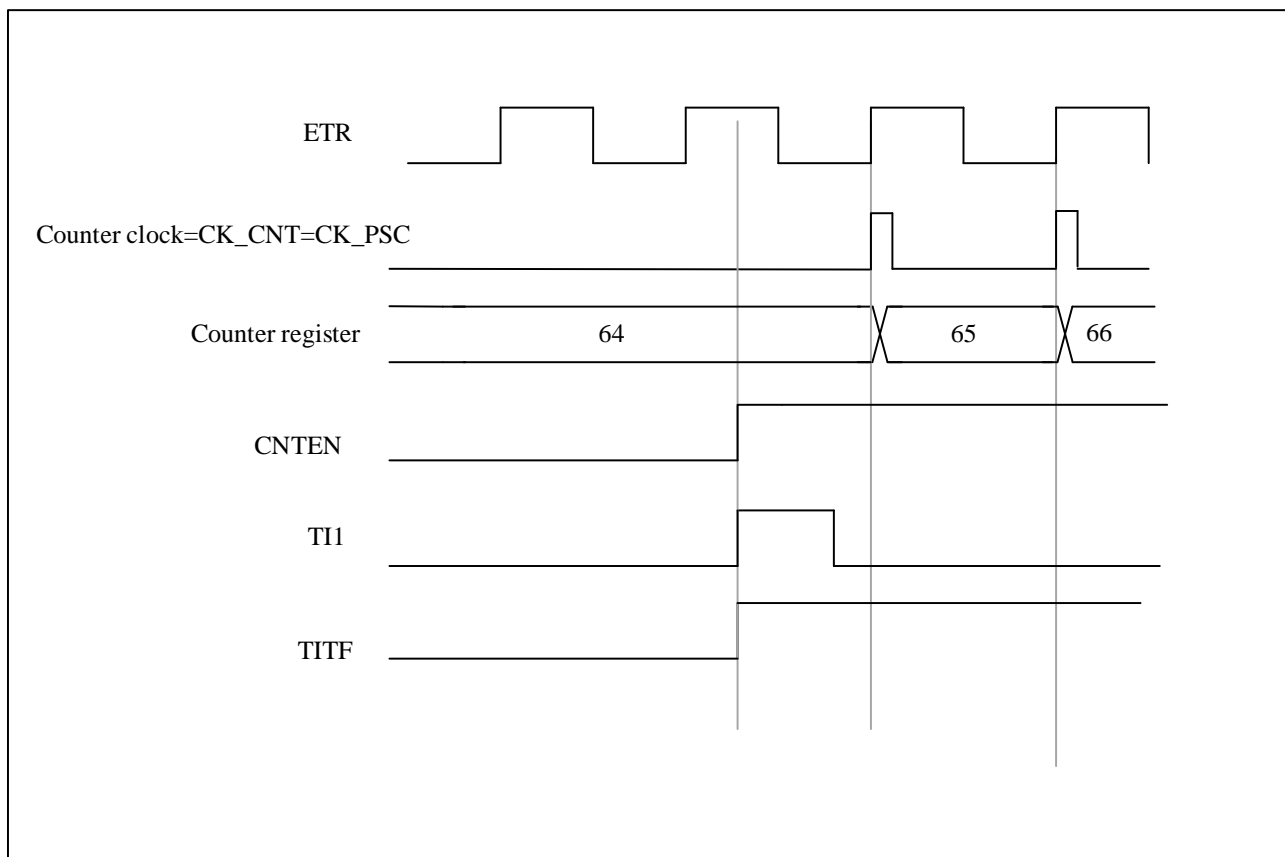 ETR
Counter clock=CK_CNT=CK_PSC
Counter register
64
65
66
CNTEN
TI1
TITF